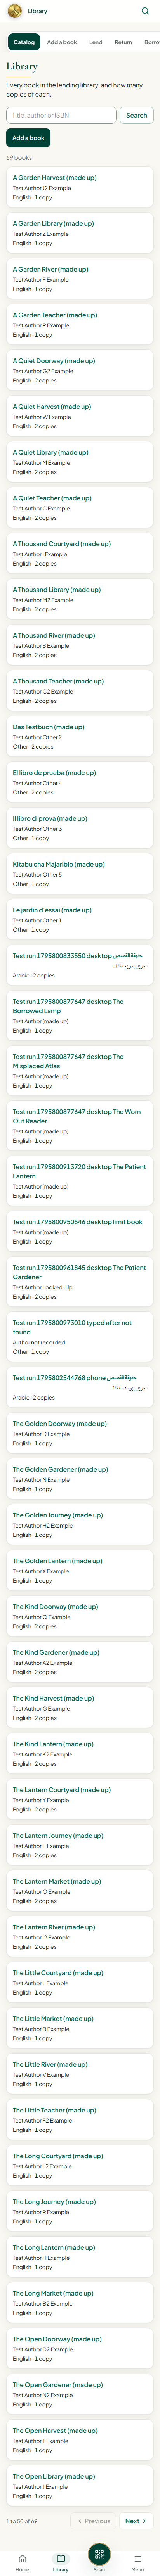 Library
Catalog
Add a book
Lend
Return
Library
Every book in the lending library, and how many
copies of each.
Title, author or ISBN
Search
Add a book
69 books
A Garden Harvest (made up)
Test Author J2 Example
English · 1 copy
A Garden Library (made up)
Test Author Z Example
English · 1 copy
A Garden River (made up)
Test Author F Example
English · 1 copy
A Garden Teacher (made up)
Test Author P Example
English · 1 copy
A Quiet Doorway (made up)
Test Author G2 Example
English · 2 copies
A Quiet Harvest (made up)
Test Author W Example
English · 2 copies
A Quiet Library (made up)
Test Author M Example
English · 2 copies
A Quiet Teacher (made up)
Test Author C Example
English · 2 copies
A Thousand Courtyard (made up)
Test Author I Example
English · 2 copies
A Thousand Library (made up)
Test Author M2 Example
English · 2 copies
A Thousand River (made up)
Test Author S Example
English · 2 copies
A Thousand Teacher (made up)
Test Author C2 Example
English · 2 copies
Das Testbuch (made up)
Test Author Other 2
Other · 2 copies
El libro de prueba (made up)
Test Author Other 4
Other · 2 copies
Il libro di prova (made up)
Test Author Other 3
Other · 1 copy
Kitabu cha Majaribio (made up)
Test Author Other 5
Other · 1 copy
Le jardin d'essai (made up)
Test Author Other 1
Other · 1 copy
Test run 1795800833550 desktop حديقة القصص
Arabic · 2 copies
Test run 1795800877647 desktop The
Borrowed Lamp
Test Author (made up)
English · 1 copy
Test run 1795800877647 desktop The
Misplaced Atlas
Test Author (made up)
English · 1 copy
Test run 1795800877647 desktop The Worn
Out Reader
Test Author (made up)
English · 1 copy
Test run 1795800913720 desktop The Patient
Lantern
Test Author (made up)
English · 1 copy
Test run 1795800950546 desktop limit book
Test Author (made up)
English · 1 copy
Test run 1795800961845 desktop The Patient
Gardener
Test Author Looked-Up
English · 2 copies
Test run 1795800973010 typed after not
found
Author not recorded
Other · 1 copy
Test run 1795802544768 phone حديقة القصص
Arabic · 2 copies
The Golden Doorway (made up)
Test Author D Example
English · 1 copy
The Golden Gardener (made up)
Test Author N Example
English · 1 copy
The Golden Journey (made up)
Test Author H2 Example
English · 1 copy
The Golden Lantern (made up)
Test Author X Example
English · 1 copy
The Kind Doorway (made up)
Test Author Q Example
English · 2 copies
The Kind Gardener (made up)
Test Author A2 Example
English · 2 copies
The Kind Harvest (made up)
Test Author G Example
English · 2 copies
The Kind Lantern (made up)
Test Author K2 Example
English · 2 copies
The Lantern Courtyard (made up)
Test Author Y Example
English · 2 copies
The Lantern Journey (made up)
Test Author E Example
English · 2 copies
The Lantern Market (made up)
Test Author O Example
English · 2 copies
The Lantern River (made up)
Test Author I2 Example
English · 2 copies
The Little Courtyard (made up)
Test Author L Example
English · 1 copy
The Little Market (made up)
Test Author B Example
English · 1 copy
The Little River (made up)
Test Author V Example
English · 1 copy
The Little Teacher (made up)
Test Author F2 Example
English · 1 copy
The Long Courtyard (made up)
Test Author L2 Example
English · 1 copy
The Long Journey (made up)
Test Author R Example
English · 1 copy
The Long Lantern (made up)
Test Author H Example
English · 1 copy
The Long Market (made up)
Test Author B2 Example
English · 1 copy
The Open Doorway (made up)
Test Author D2 Example
English · 1 copy
The Open Gardener (made up)
Test Author N2 Example
English · 1 copy
The Open Harvest (made up)
Test Author T Example
English · 1 copy
The Open Library (made up)
Test Author J Example
English · 1 copy
1 to 50 of 69
Previous
Next
Home
Library
Scan
Menu